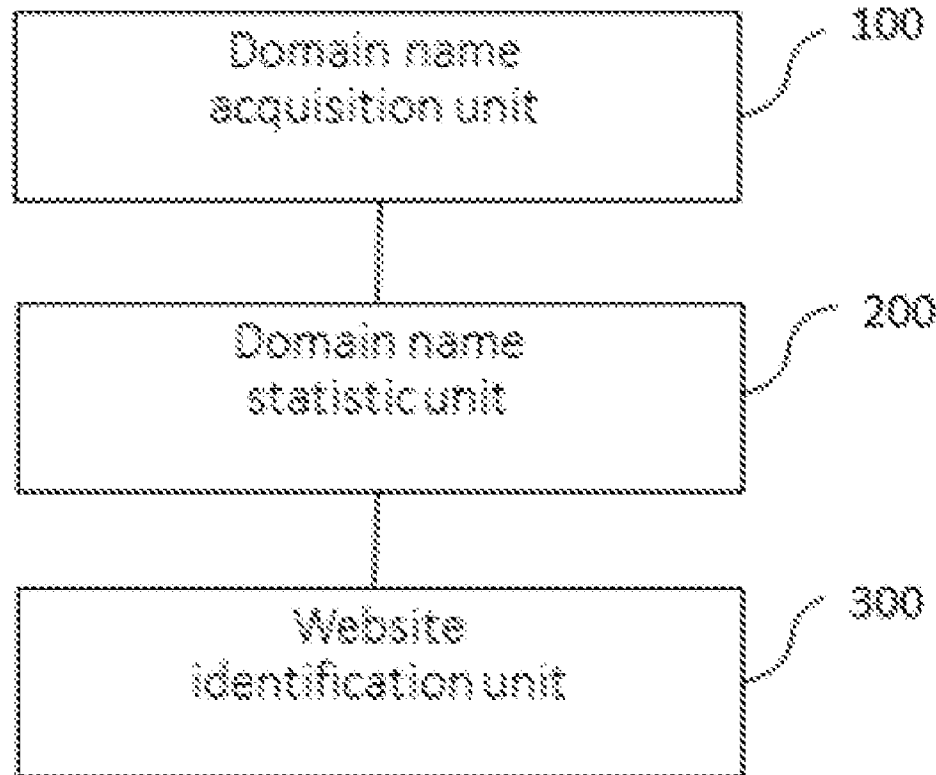 Domain name
acquisition unit
100
Domain name
statistic unit
200
Website
identification unit
300